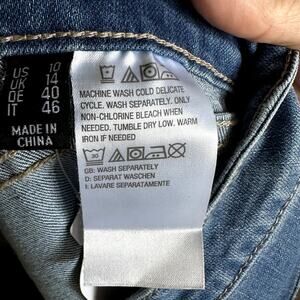 US 10
UK 14
DE 40
IT 46
MADE IN
CHINA
MACHINE WASH COLD DELICATE
CYCLE. WASH SEPARATELY. ONLY
NON-CHLORINE BLEACH WHEN
NEEDED. TUMBLE DRY LOW. WARM
IRON IF NEEDED
30
GB: WASH SEPARATELY
D: SEPARAT WASCHEN
I: LAVARE SEPARATAMENTE